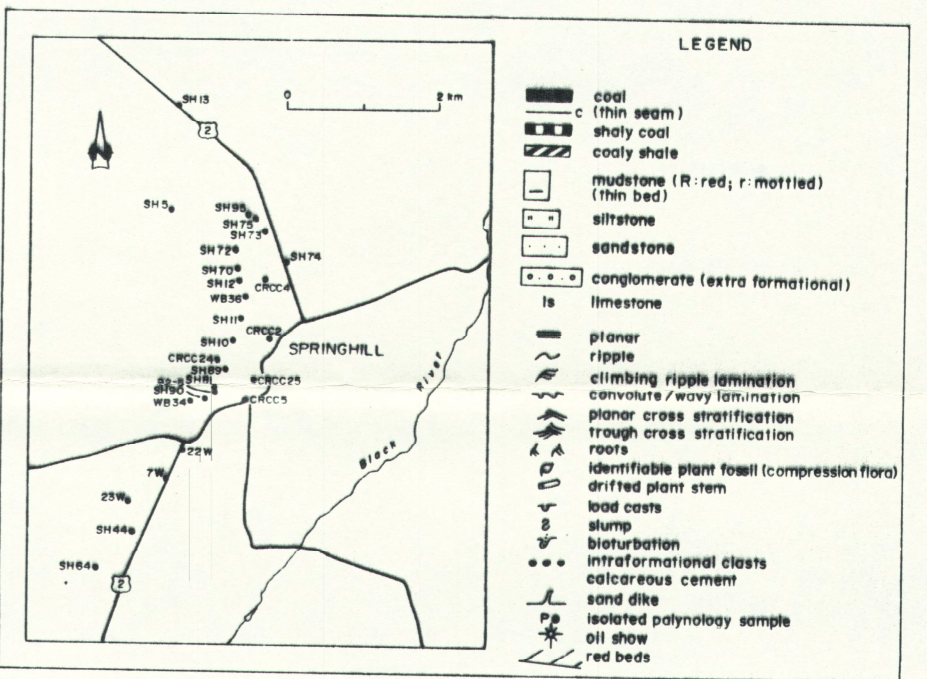 LEGEND
SH13
0 2 km
2
SH5
SH95
SH75
SH73
SH72
SH74
SH70
SH12
CRCC4
WB36
SH11
CRCC2
SH10
SPRINGHILL
CRCC24
SH89
SH81
CRCC25
SH90
WB34
CRCC5
22W
7W
23W
SH44
SH64
2
Black River
coal
c (thin seam)
shaly coal
coaly shale
mudstone (R:red; r:mottled)
(thin bed)
siltstone
sandstone
conglomerate (extra formational)
ls limestone
planar
ripple
climbing ripple lamination
convolute/wavy lamination
planar cross stratification
trough cross stratification
roots
identifiable plant fossil (compression flora)
drifted plant stem
load casts
slump
bioturbation
intraformational clasts
calcareous cement
sand dike
P isolated palynology sample
oil show
red beds